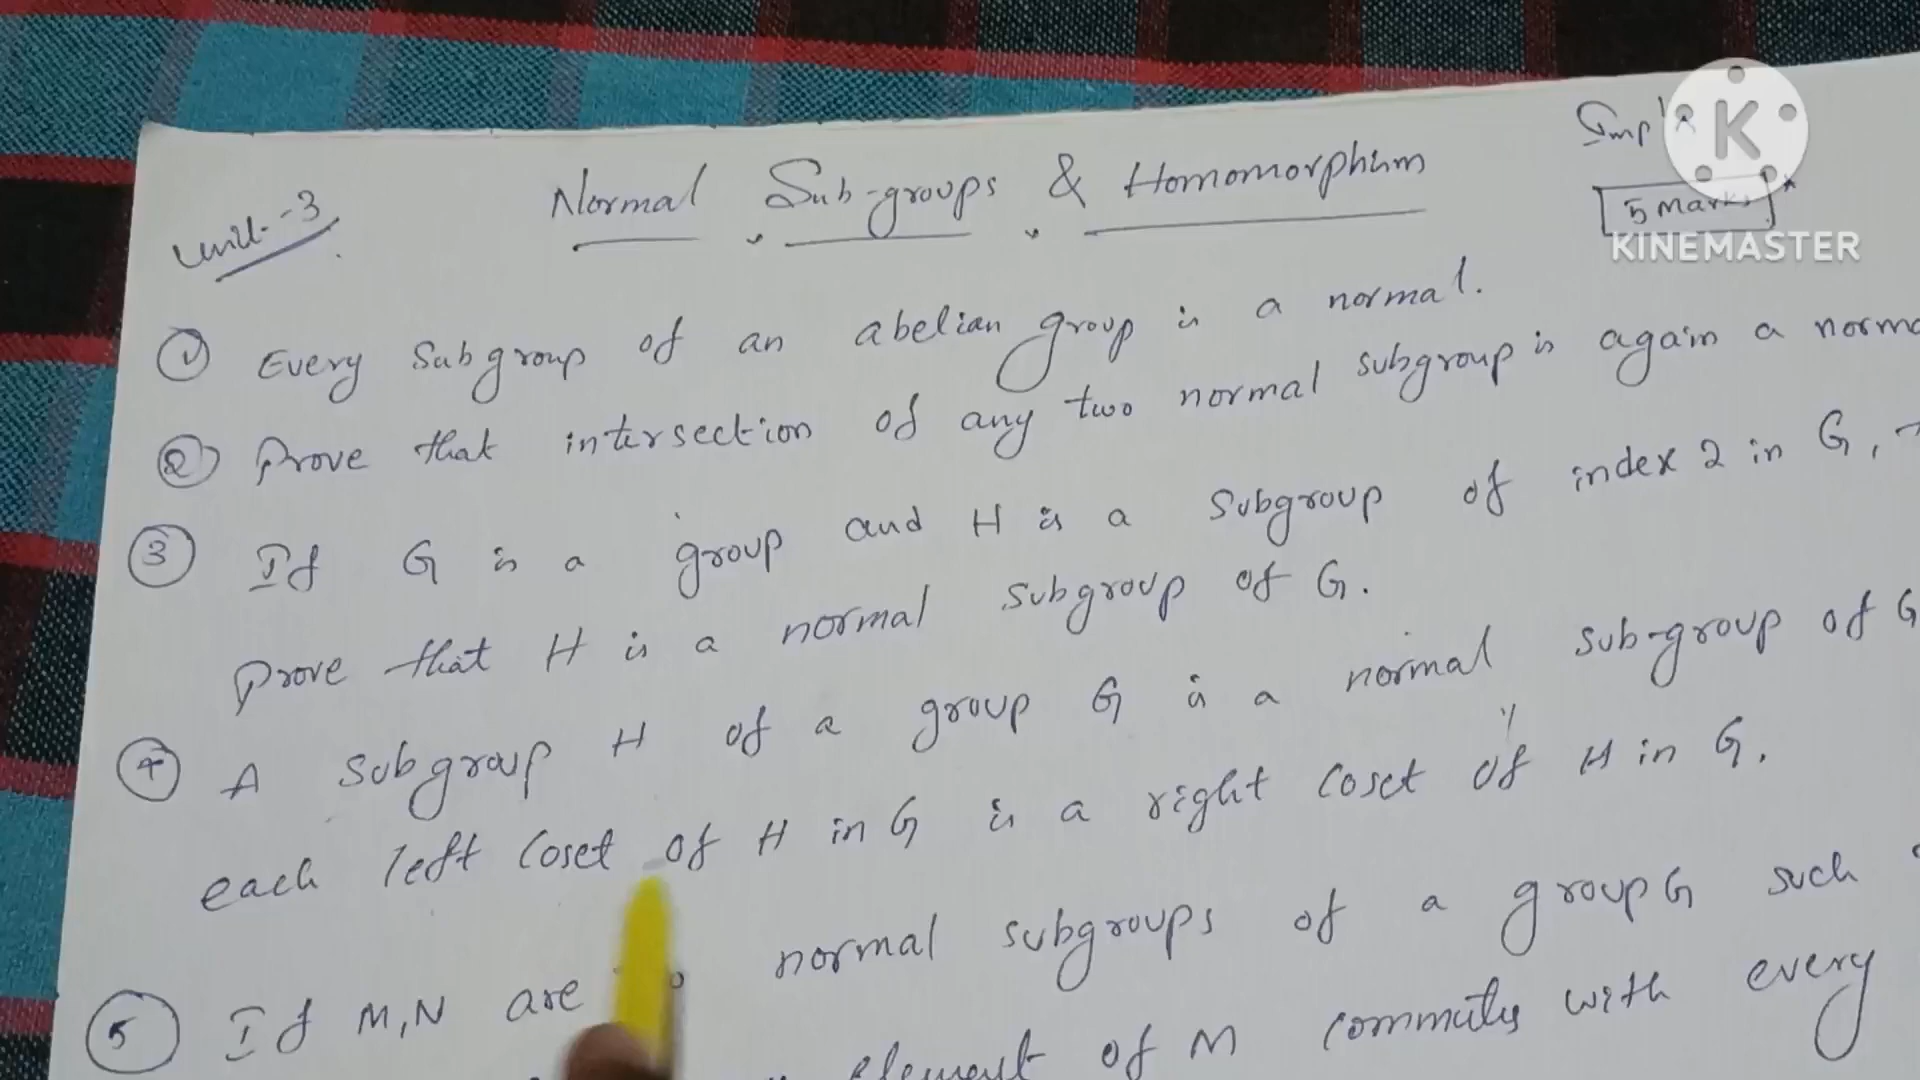 Unit-3
Normal Sub-groups & Homomorphism
Imp
5 Marks
KINEMASTER
① Every Subgroup of an abelian group is a normal.
② Prove that intersection of any two normal subgroup is again a norma
③ If G is a group and H is a Subgroup of index 2 in G,
Prove that H is a normal subgroup of G.
④ A subgroup H of a group G is a normal sub-group of G
each left Coset of H in G is a right Coset of H in G.
⑤ If M,N are normal subgroups of a group G such
element of M commutes with every